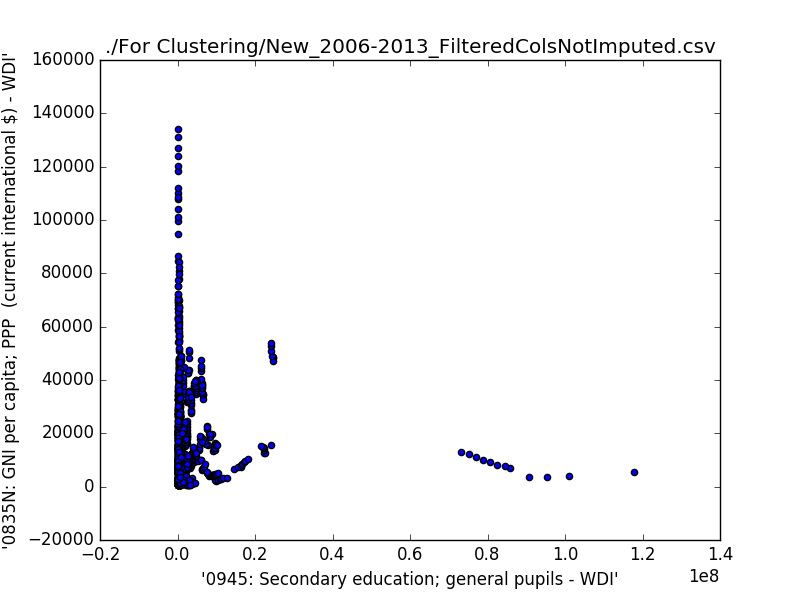 ./For Clustering/New_2006-2013_FilteredColsNotImputed.csv
160000
140000
120000
100000
80000
60000
40000
20000
0
−20000
−0.2 0.0 0.2 0.4 0.6 0.8 1.0 1.2 1.4
1e8
'0945: Secondary education; general pupils - WDI'
'0835N: GNI per capita; PPP  (current international $) - WDI'